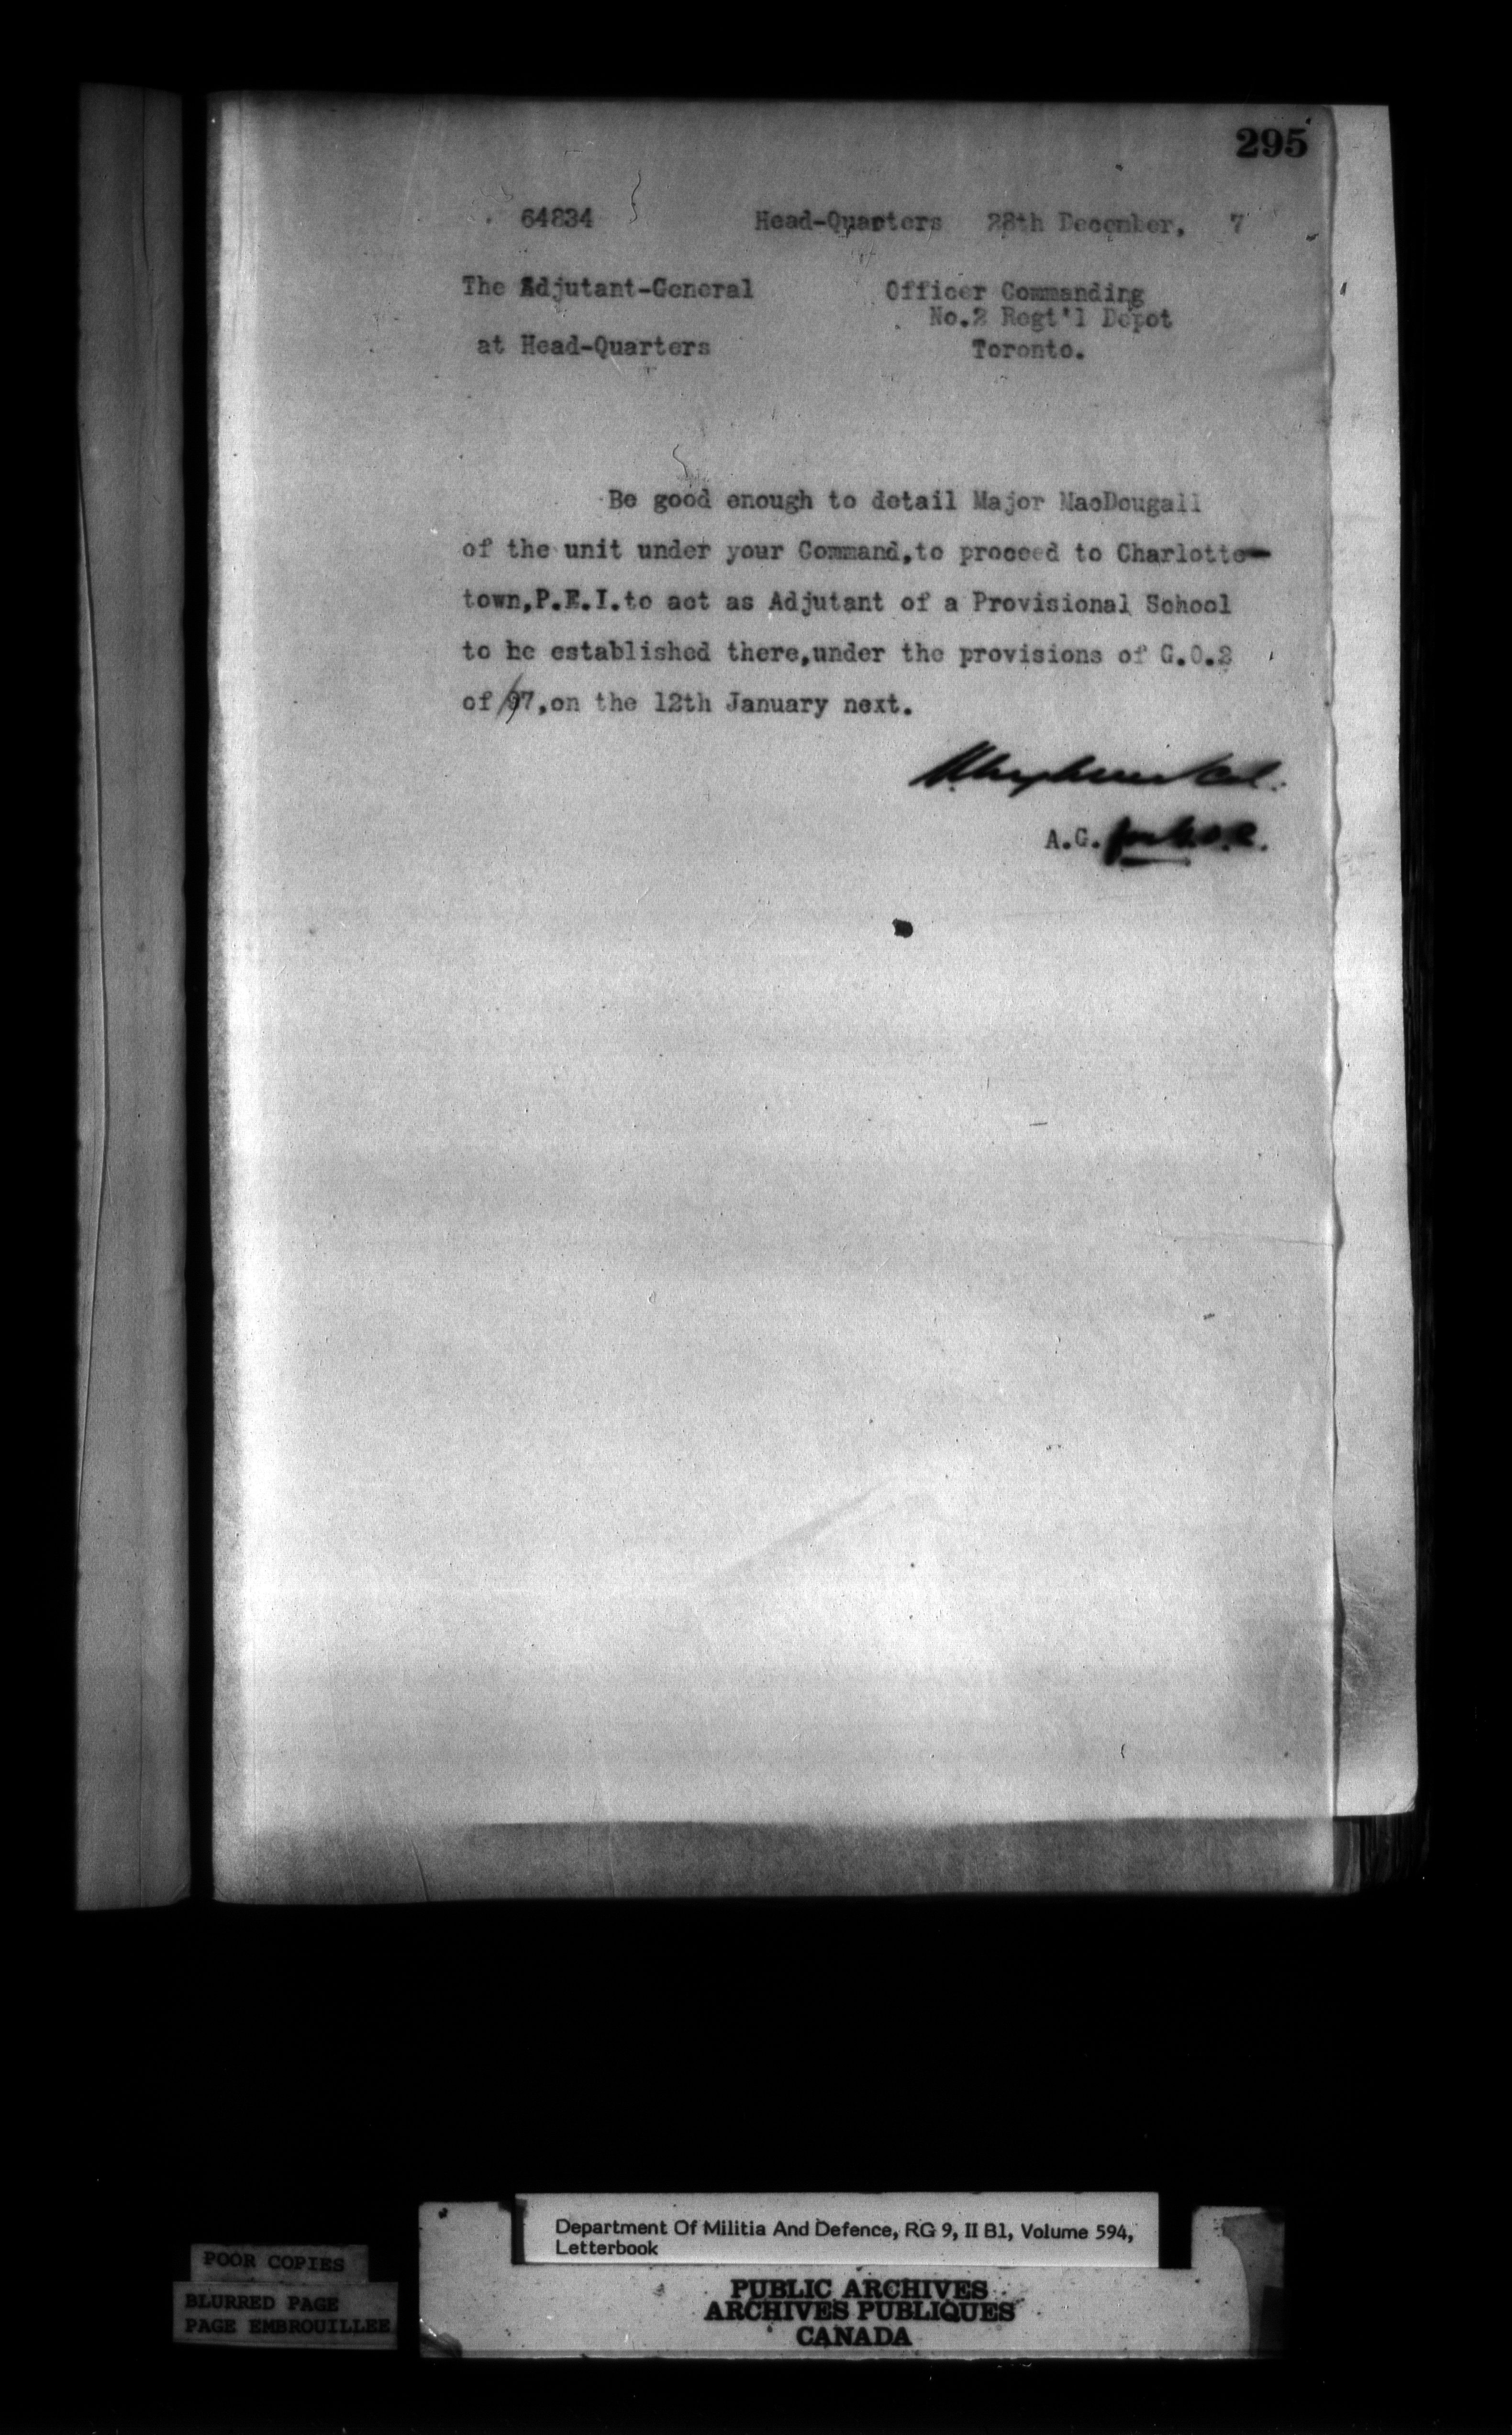 295
64834 Head-Quarters 28th December, 7
The Adjutant-General Officer Commanding
No.2 Regt'l Depot
at Head-Quarters Toronto.
Be good enough to detail Major MacDougall
of the unit under your Command,to proceed to Charlotte-
town,P.E.I.to act as Adjutant of a Provisional School
to be established there,under the provisions of G.O.2
of 97,on the 12th January next.
Col.
A.G. for G.O.C.
Department Of Militia And Defence, RG 9, II B1, Volume 594,
Letterbook
POOR COPIES
BLURRED PAGE
PAGE EMBROUILLEE
PUBLIC ARCHIVES
ARCHIVES PUBLIQUES
CANADA